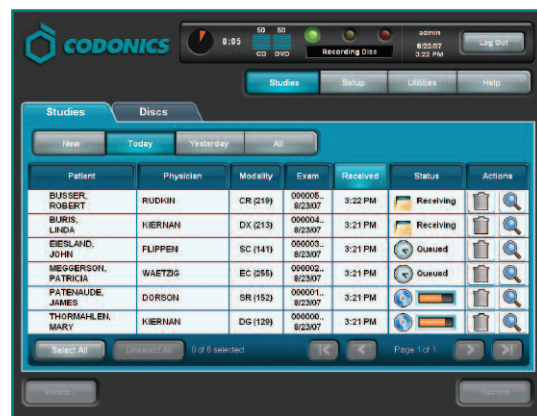 CODONICS
0:05
50 50
CD DVD
Recording Disc
admin
8/23/07
3:22 PM
Log Out
Studies Setup Utilities Help
Studies Discs
New Today Yesterday All
Patient Physician Modality Exam Received Status Actions
BUSSER,
ROBERT RUDKIN CR (219) 000005..
8/23/07 3:22 PM Receiving
BURIS,
LINDA KIERNAN DX (213) 000004..
8/23/07 3:22 PM Receiving
EIESLAND,
JOHN FLIPPEN SC (141) 000003..
8/23/07 3:21 PM Queued
MEGGERSON,
PATRICIA WAETZIG EC (255) 000002..
8/23/07 3:21 PM Queued
PATENAUDE,
JAMES DORSON SR (152) 000001..
8/23/07 3:21 PM
THORMAHLEN,
MARY KIERNAN DG (129) 000000..
8/23/07 3:21 PM
Select All Unselect All 0 of 6 selected Page 1 of 1
Delete... Record